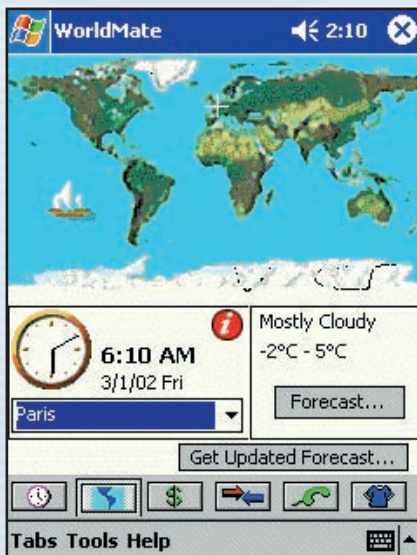 WorldMate 2:10
6:10 AM
3/1/02 Fri
Paris
Mostly Cloudy
-2°C - 5°C
Forecast...
Get Updated Forecast...
$
Tabs Tools Help